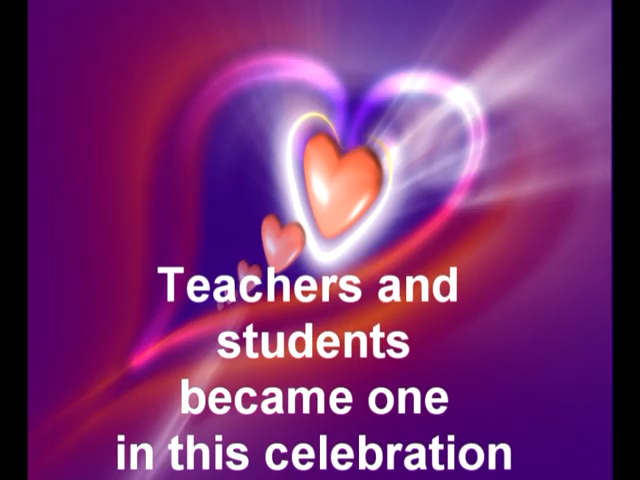 Teachers and
students
became one
in this celebration